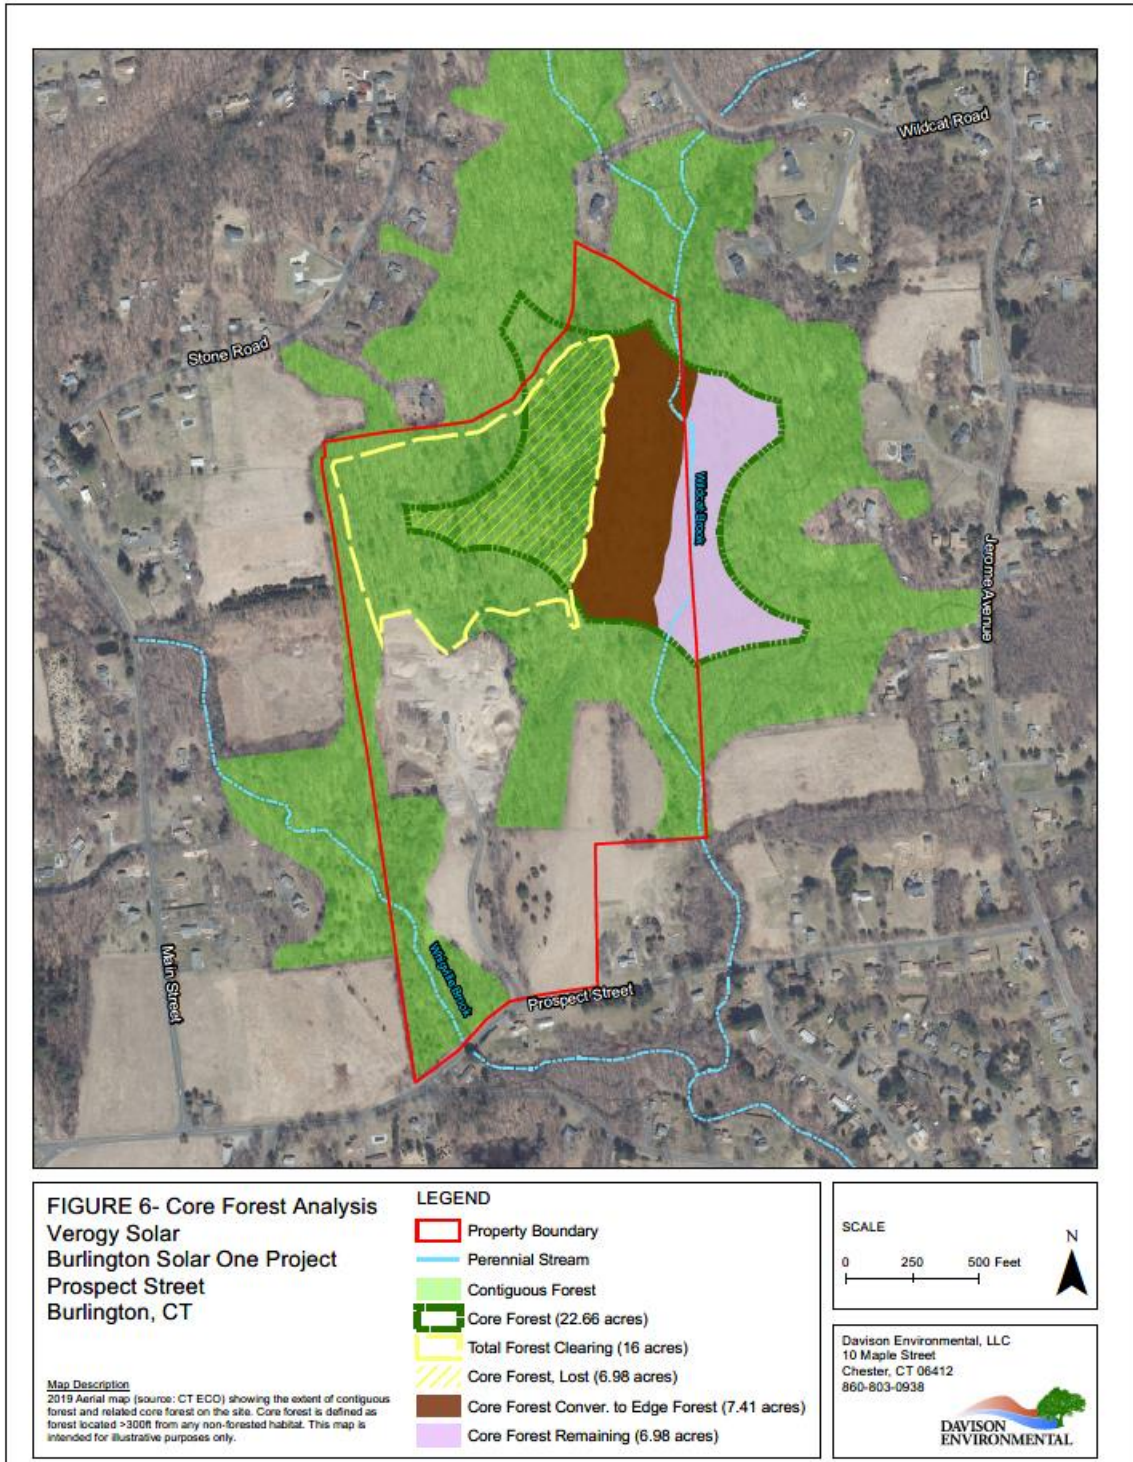 Wildcat Road
Stone Road
Wildcat Brook
Jerome Avenue
Main Street
Whigville Brook
Prospect Street
FIGURE 6- Core Forest Analysis
Verogy Solar
Burlington Solar One Project
Prospect Street
Burlington, CT
Map Description
2019 Aerial map (source: CT ECO) showing the extent of contiguous
forest and related core forest on the site. Core forest is defined as
forest located >300ft from any non-forested habitat. This map is
intended for illustrative purposes only.
LEGEND
Property Boundary
Perennial Stream
Contiguous Forest
Core Forest (22.66 acres)
Total Forest Clearing (16 acres)
Core Forest, Lost (6.98 acres)
Core Forest Conver. to Edge Forest (7.41 acres)
Core Forest Remaining (6.98 acres)
SCALE
0 250 500 Feet
N
Davison Environmental, LLC
10 Maple Street
Chester, CT 06412
860-803-0938
DAVISON
ENVIRONMENTAL